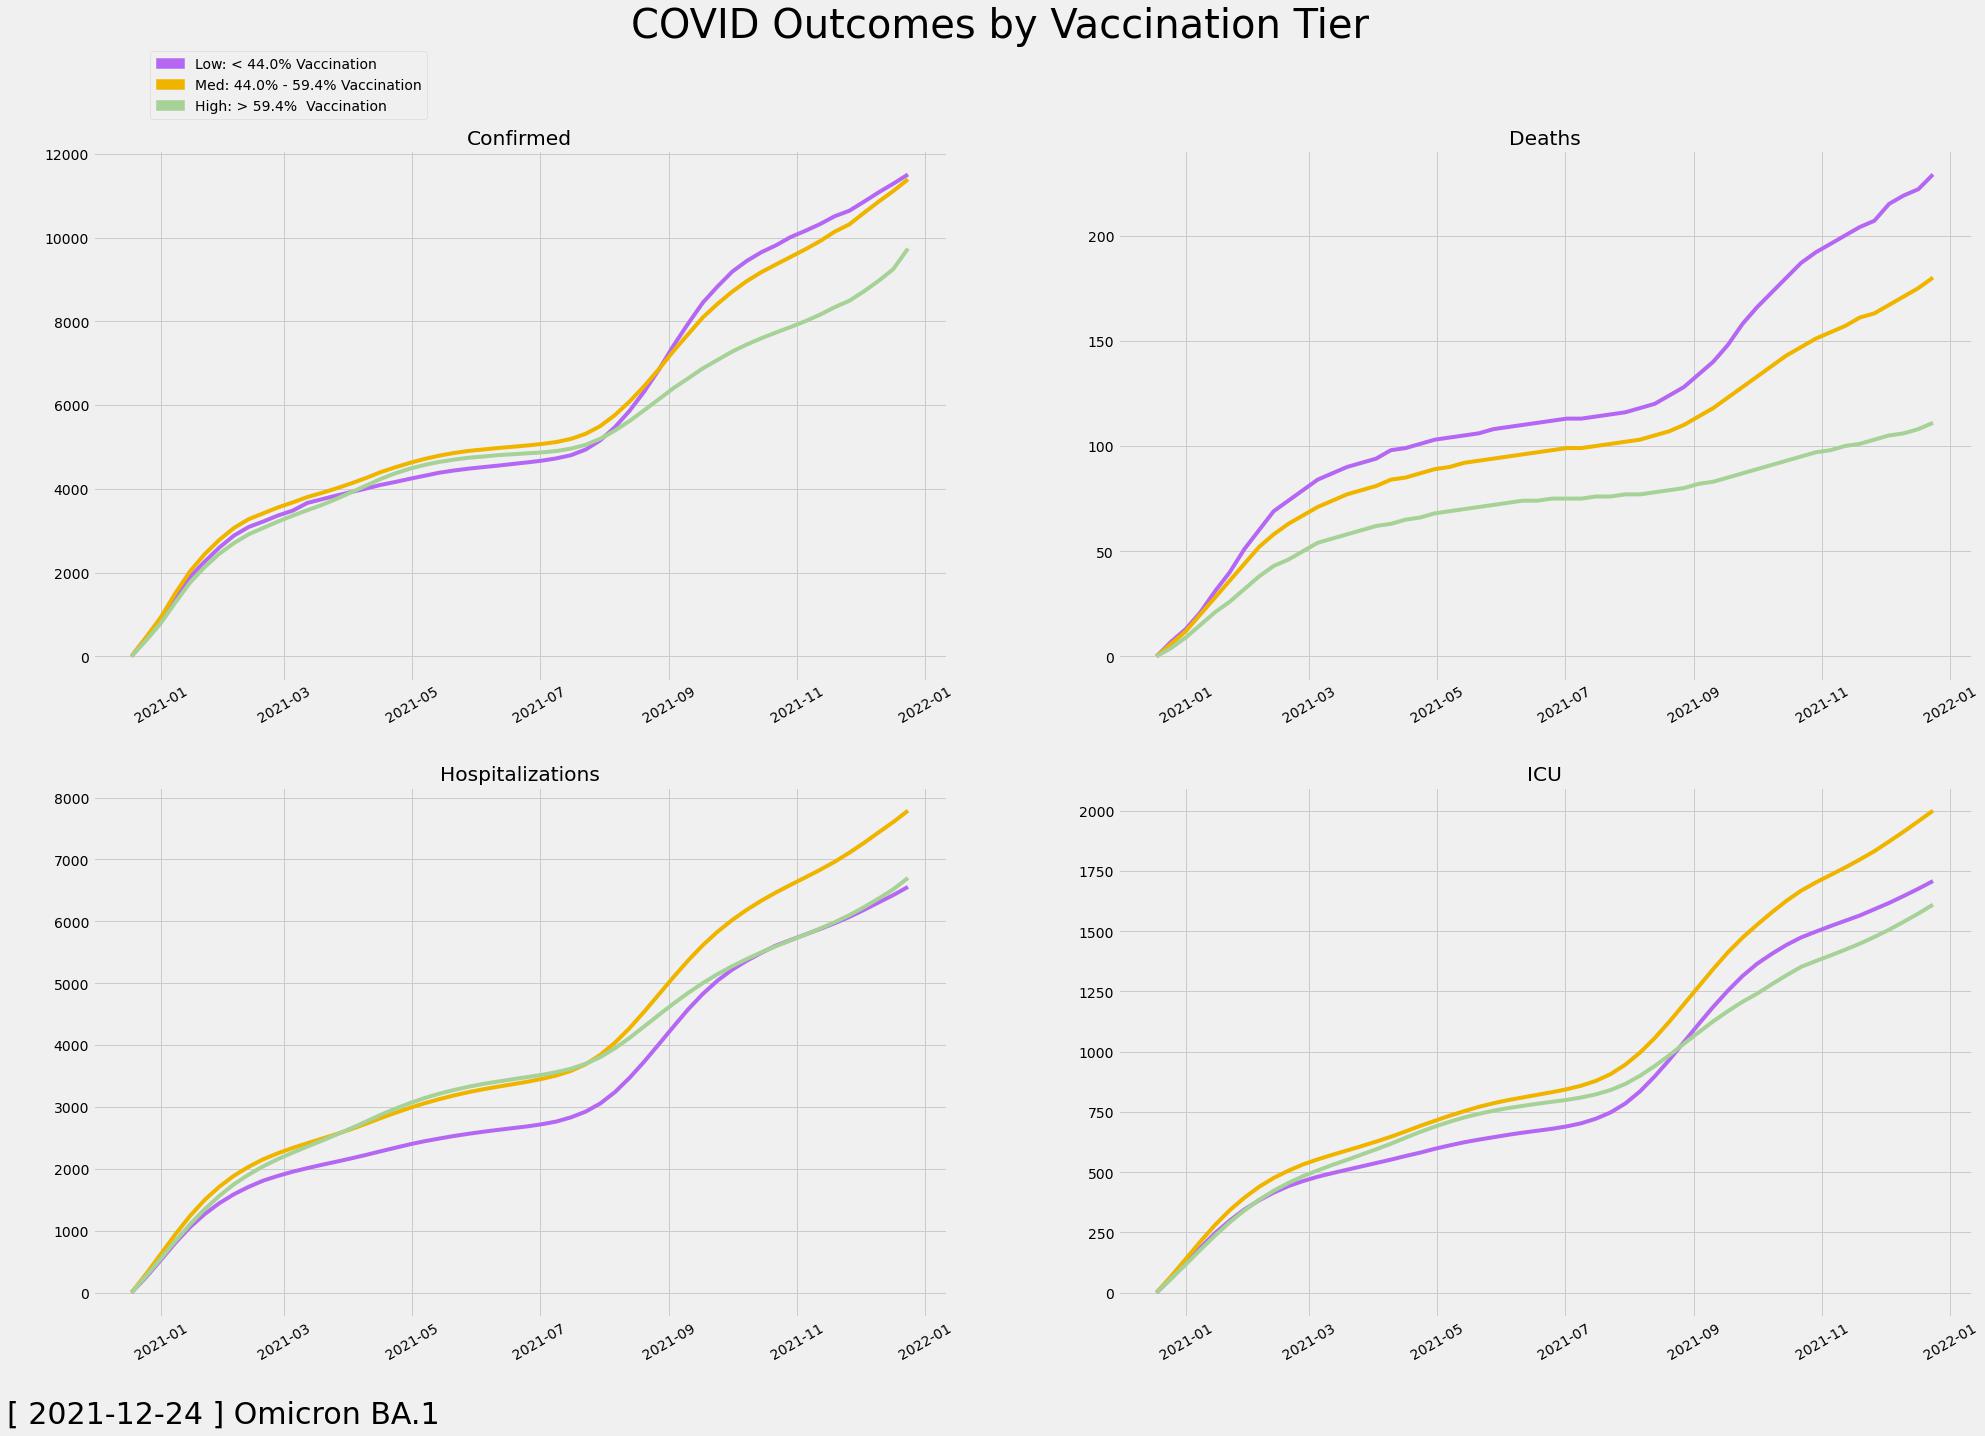 COVID Outcomes by Vaccination Tier
Low: < 44.0% Vaccination
Med: 44.0% - 59.4% Vaccination
High: > 59.4%  Vaccination
Confirmed
12000
10000
8000
6000
4000
2000
0
2021-01 2021-03 2021-05 2021-07 2021-09 2021-11 2022-01
Deaths
200
150
100
50
0
2021-01 2021-03 2021-05 2021-07 2021-09 2021-11 2022-01
Hospitalizations
8000
7000
6000
5000
4000
3000
2000
1000
0
2021-01 2021-03 2021-05 2021-07 2021-09 2021-11 2022-01
ICU
2000
1750
1500
1250
1000
750
500
250
0
2021-01 2021-03 2021-05 2021-07 2021-09 2021-11 2022-01
[ 2021-12-24 ] Omicron BA.1